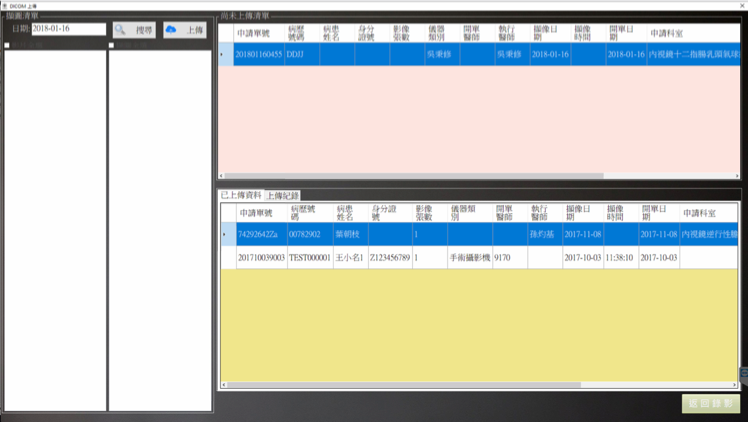 DICOM 上傳
擷圖清單
日期: 2018-01-16
搜尋
上傳
尚未上傳清單
申請單號 病歷號碼 病患姓名 身分證號 影像張數 儀器類別 開單醫師 執行醫師 攝像日期 攝像時間 開單日期 申請科室
201801160455 DDJJ 吳秉修 吳秉修 2018-01-16 2018-01-16 內視鏡十二指腸乳頭氣球
已上傳資料 上傳紀錄
申請單號 病歷號碼 病患姓名 身分證號 影像張數 儀器類別 開單醫師 執行醫師 攝像日期 攝像時間 開單日期 申請科室
74292642Za 00782902 葉朝枝 1 孫灼基 2017-11-08 2017-11-08 內視鏡逆行性膽
201710039003 TEST000001 王小名1 Z123456789 1 手術攝影機 9170 2017-10-03 11:38:10 2017-10-03
返回錄影